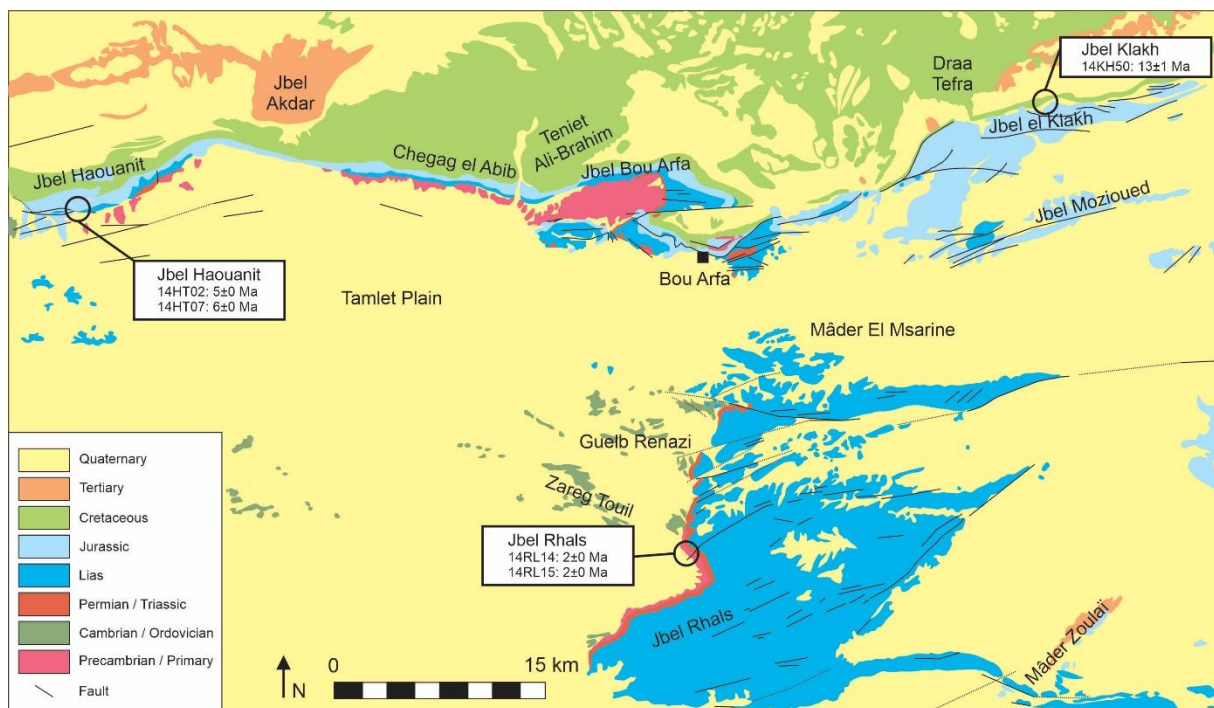 Jbel
Akdar
Teniet
Ali-Brahim
Draa
Tefra
Jbel Klakh
14KH50: 13±1 Ma
Jbel el Klakh
Jbel Haouanit
Chegag el Abib
Jbel Bou Arfa
Jbel Mozioued
Jbel Haouanit
14HT02: 5±0 Ma
14HT07: 6±0 Ma
Tamlet Plain
Bou Arfa
Mâder El Msarine
Guelb Renazi
Zareg Touil
Jbel Rhals
14RL14: 2±0 Ma
14RL15: 2±0 Ma
Jbel Rhals
Mâder Zoulaï
Quaternary
Tertiary
Cretaceous
Jurassic
Lias
Permian / Triassic
Cambrian / Ordovician
Precambrian / Primary
Fault
N
0
15 km